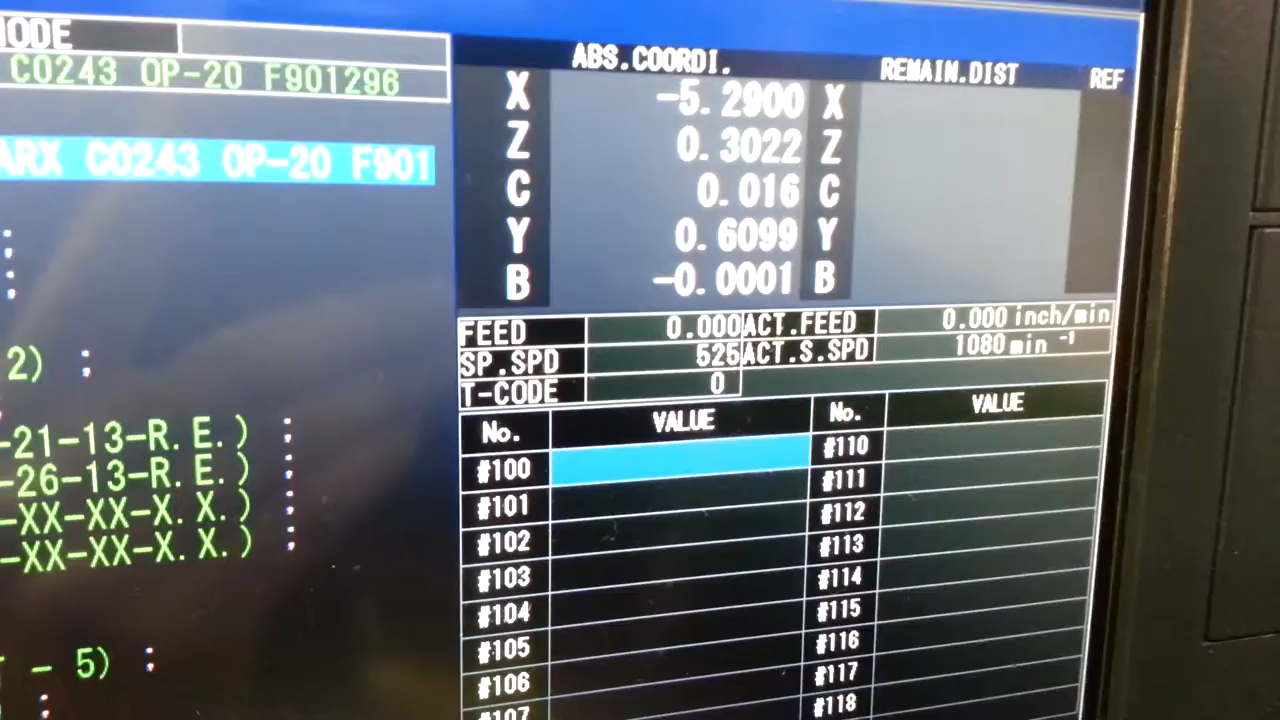 MODE
C0243 OP-20 F901296
ARX C0243 OP-20 F901
;
;
2) ;
-21-13-R.E.) ;
-26-13-R.E.) ;
-XX-XX-X.X.) ;
-XX-XX-X.X.) ;
- 5) ;
;
ABS.COORDI. REMAIN.DIST REF
X -5.2900 X
Z 0.3022 Z
C 0.016 C
Y 0.6099 Y
B -0.0001 B
FEED 0.000 ACT.FEED 0.000 inch/min
SP.SPD 525 ACT.S.SPD 1080 min -1
T-CODE 0
No. VALUE No. VALUE
#100 #110
#101 #111
#102 #112
#103 #113
#104 #114
#105 #115
#106 #116
#107 #117
#118